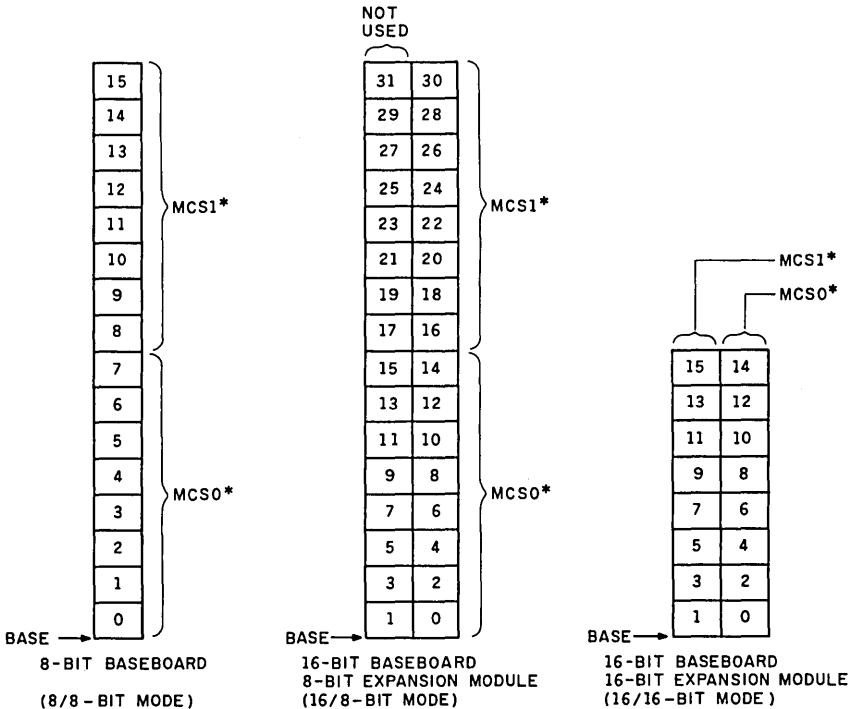 NOT
USED
15
14
13
12
11
10
9
8
7
6
5
4
3
2
1
0
MCS1*
MCS0*
BASE
8-BIT BASEBOARD
(8/8-BIT MODE)
31 30
29 28
27 26
25 24
23 22
21 20
19 18
17 16
15 14
13 12
11 10
9 8
7 6
5 4
3 2
1 0
MCS1*
MCS0*
BASE
16-BIT BASEBOARD
8-BIT EXPANSION MODULE
(16/8-BIT MODE)
MCS1*
MCS0*
15 14
13 12
11 10
9 8
7 6
5 4
3 2
1 0
BASE
16-BIT BASEBOARD
16-BIT EXPANSION MODULE
(16/16-BIT MODE)